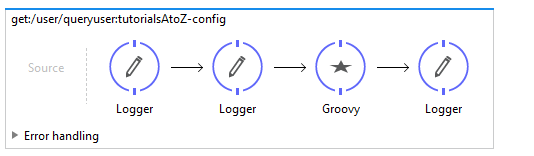 get:/user/queryuser:tutorialsAtoZ-config
Source
Logger Logger Groovy Logger
Error handling